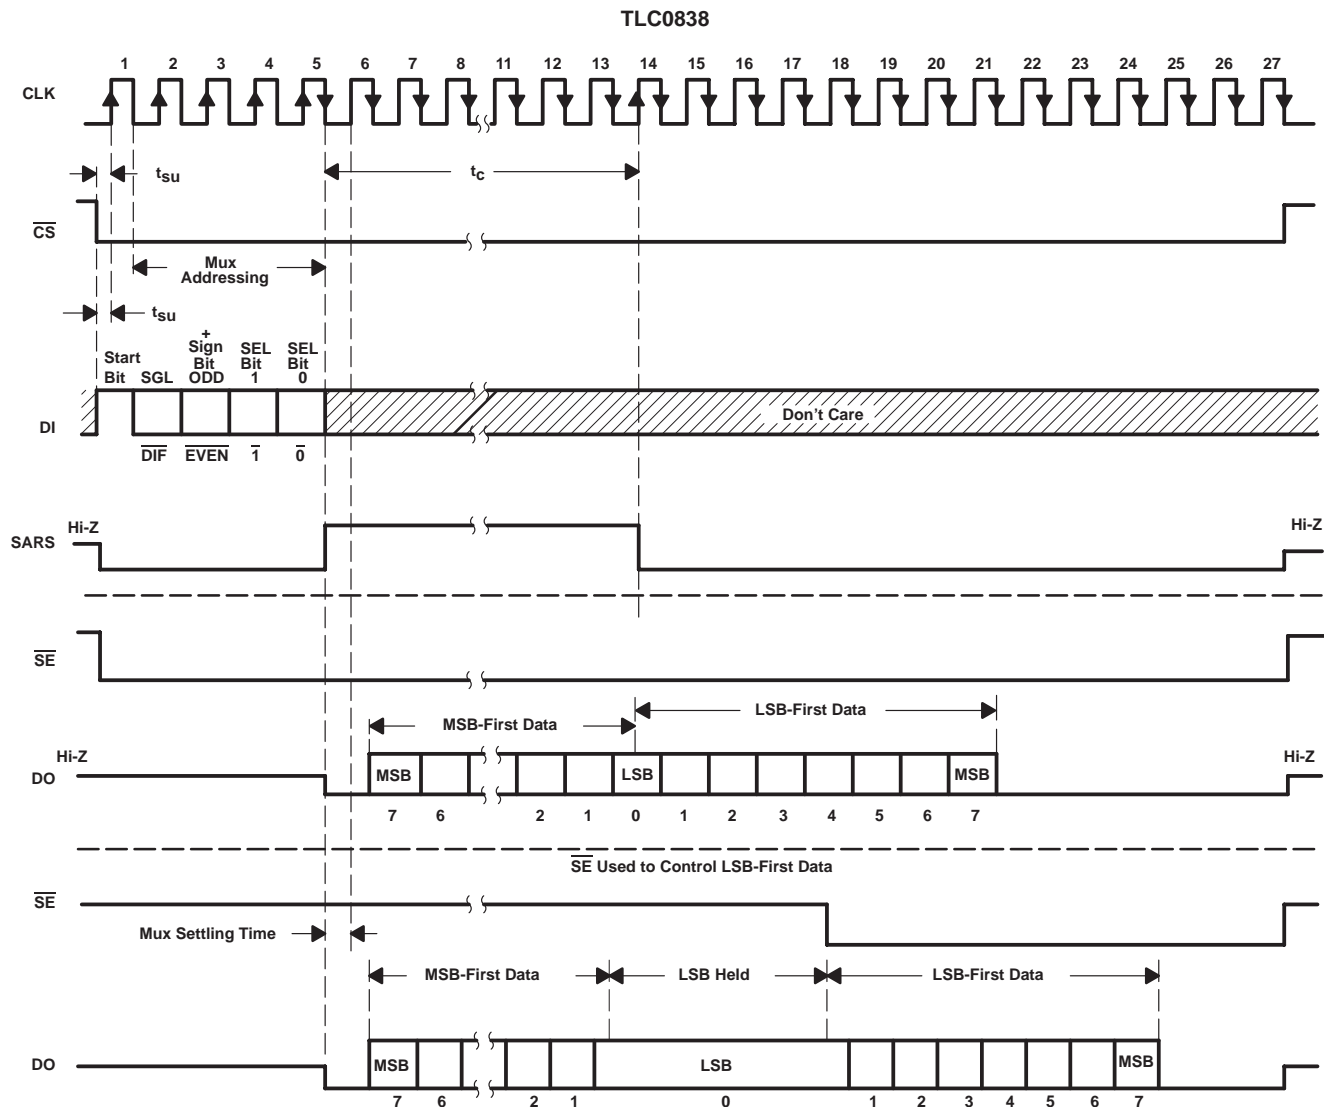 TLC0838
1 2 3 4 5 6 7 8 11 12 13 14 15 16 17 18 19 20 21 22 23 24 25 26 27
CLK
tsu
tc
CS
Mux
Addressing
tsu
Start
Bit
SGL
+
Sign
Bit
ODD
SEL
Bit
1
SEL
Bit
0
DI
Don't Care
DIF EVEN 1 0
Hi-Z
SARS
Hi-Z
SE
MSB-First Data
LSB-First Data
Hi-Z
DO
MSB
LSB
MSB
Hi-Z
7 6 2 1 0 1 2 3 4 5 6 7
SE Used to Control LSB-First Data
SE
Mux Settling Time
MSB-First Data
LSB Held
LSB-First Data
DO
MSB
LSB
MSB
7 6 2 1 0 1 2 3 4 5 6 7